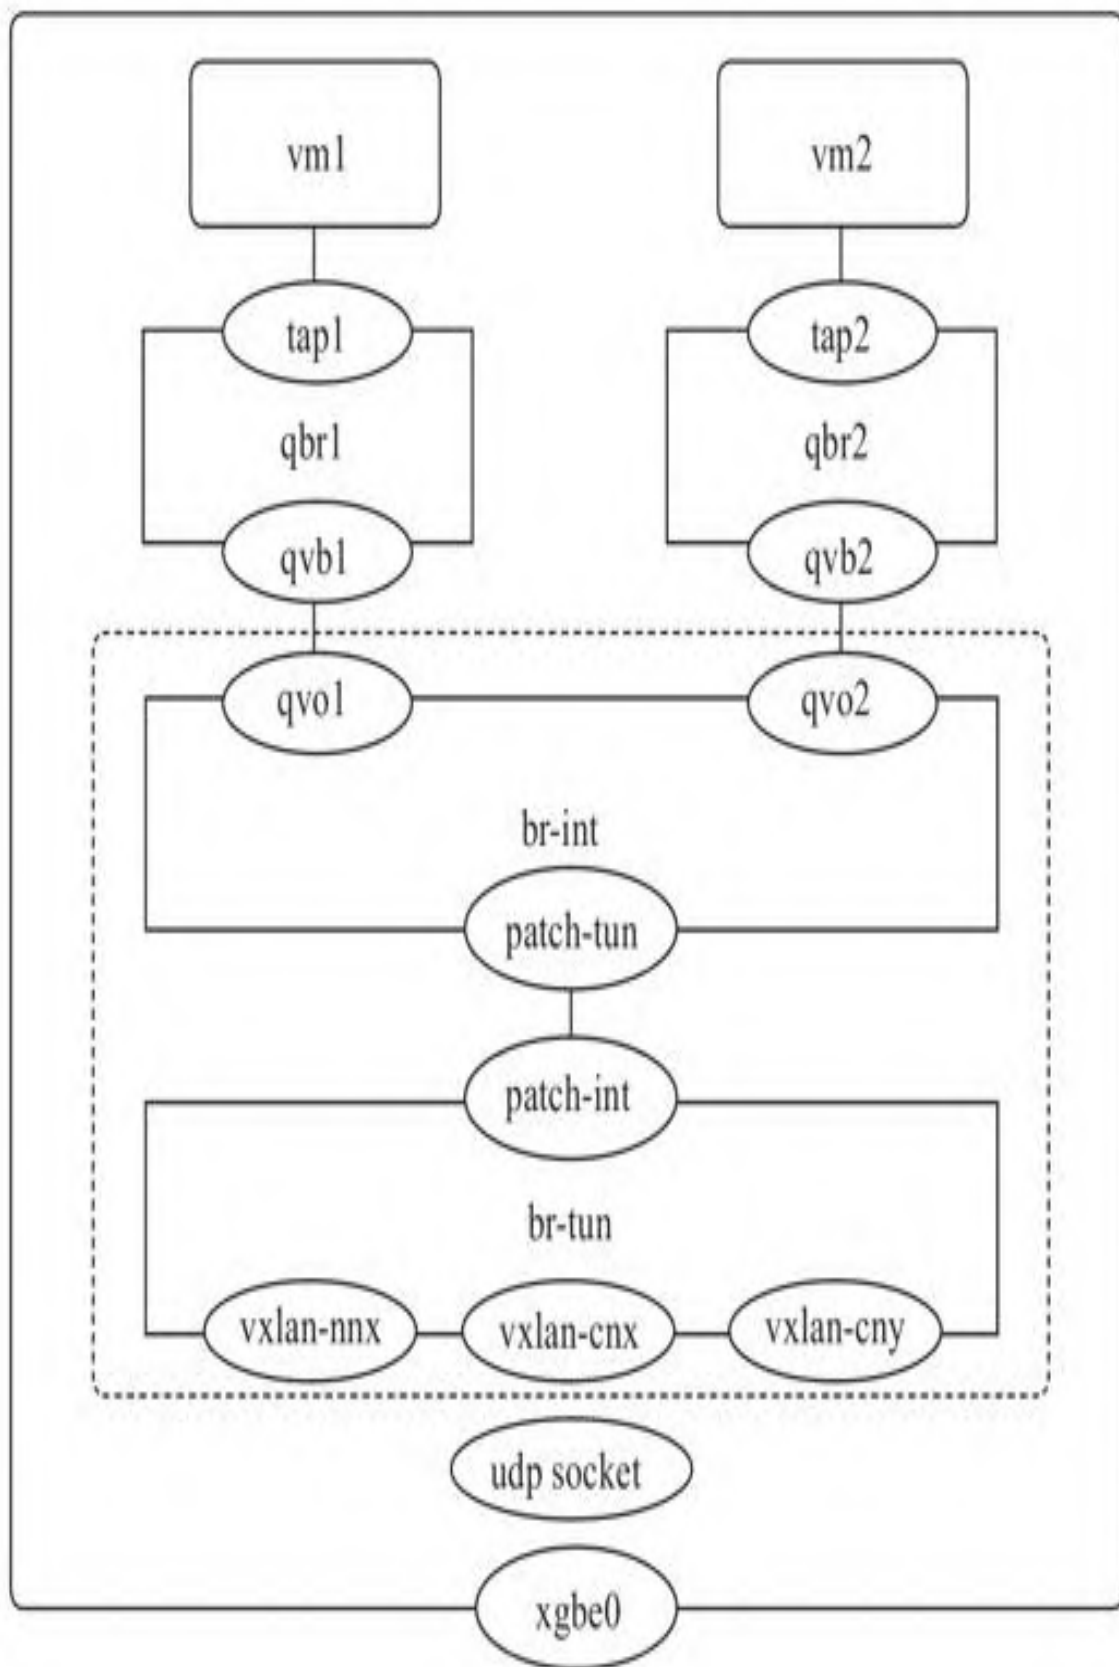 vm1
vm2
tap1
tap2
qbr1
qbr2
qvb1
qvb2
qvo1
qvo2
br-int
patch-tun
patch-int
br-tun
vxlan-nnx
vxlan-cnx
vxlan-cny
udp socket
xgbe0